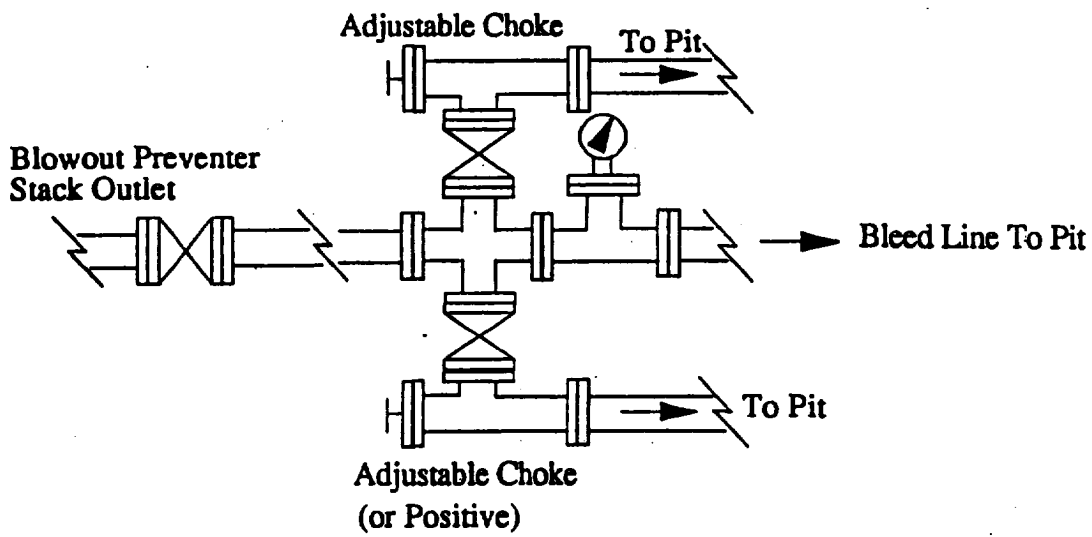 Adjustable Choke
To Pit
Blowout Preventer
Stack Outlet
Bleed Line To Pit
To Pit
Adjustable Choke
(or Positive)